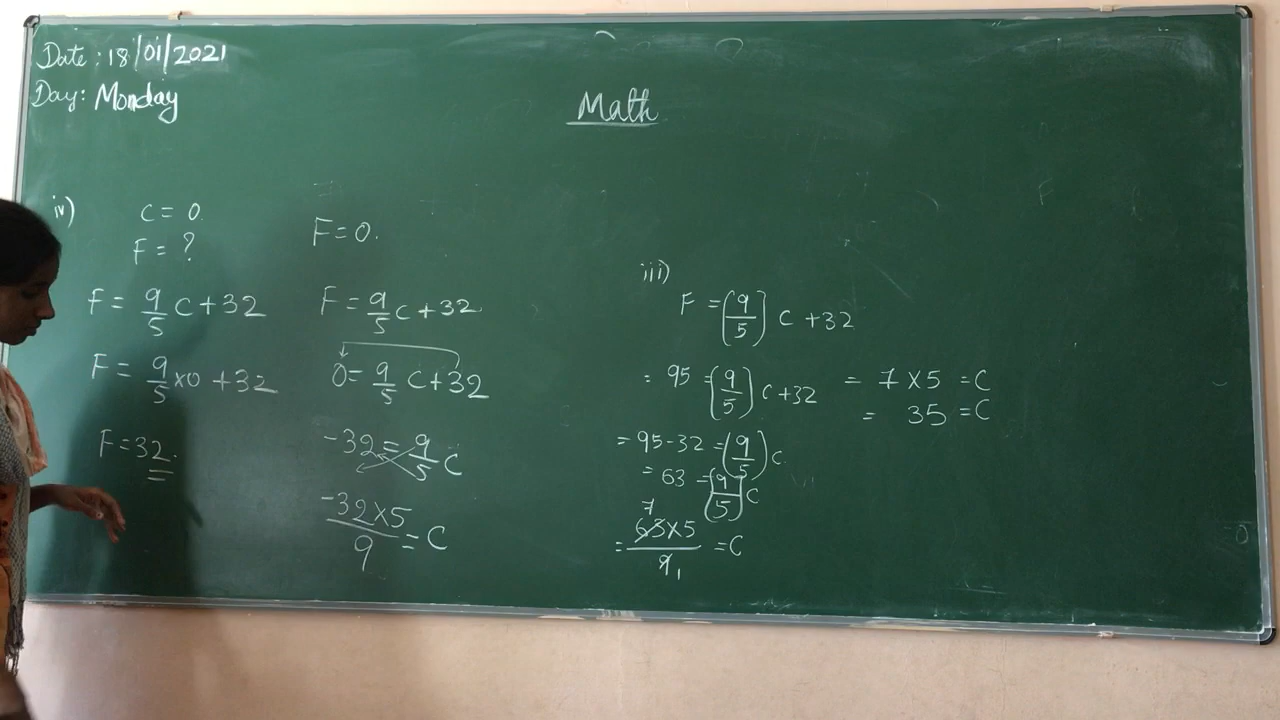 Date: 18/01/2021
Day: Monday
Math
iv)
C = 0.
F = ?
F = 9/5 C + 32
F = 9/5 × 0 + 32
F = 32.
F = 0.
F = 9/5 C + 32
0 = 9/5 C + 32
-32 = 9/5 C
-32×5/9 = C
iii)
F = (9/5) C + 32
= 95 = (9/5) C + 32
= 95 - 32 = (9/5) C
= 63 = (9/5) C
7
= 63×5/9 1 = C
= 7 × 5 = C
= 35 = C